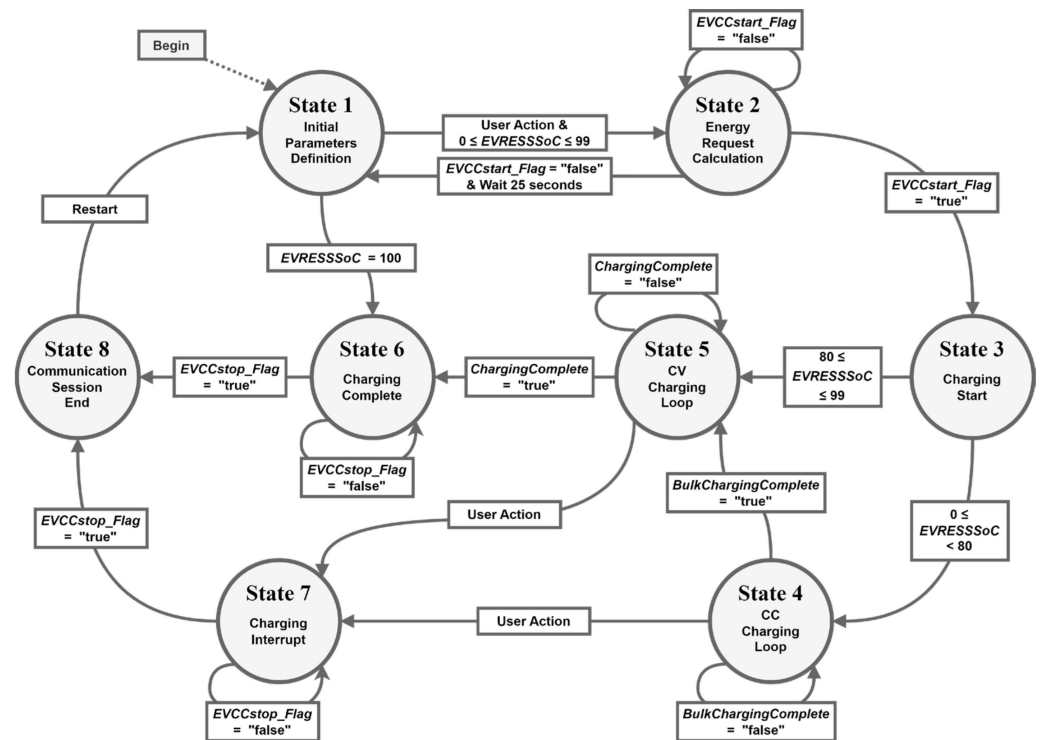 EVCCstart_Flag
= "false"
Begin
State 1
Initial
Parameters
Definition
User Action &
0 ≤ EVRESSSoC ≤ 99
State 2
Energy
Request
Calculation
EVCCstart_Flag = "false"
& Wait 25 seconds
EVCCstart_Flag
= "true"
Restart
EVRESSSoC = 100
ChargingComplete
= "false"
State 8
Communication
Session
End
EVCCstop_Flag
= "true"
State 6
Charging
Complete
ChargingComplete
= "true"
State 5
CV
Charging
Loop
80 ≤
EVRESSSoC
≤ 99
State 3
Charging
Start
EVCCstop_Flag
= "false"
BulkChargingComplete
= "true"
EVCCstop_Flag
= "true"
User Action
0 ≤
EVRESSSoC
< 80
State 7
Charging
Interrupt
User Action
State 4
CC
Charging
Loop
EVCCstop_Flag
= "false"
BulkChargingComplete
= "false"